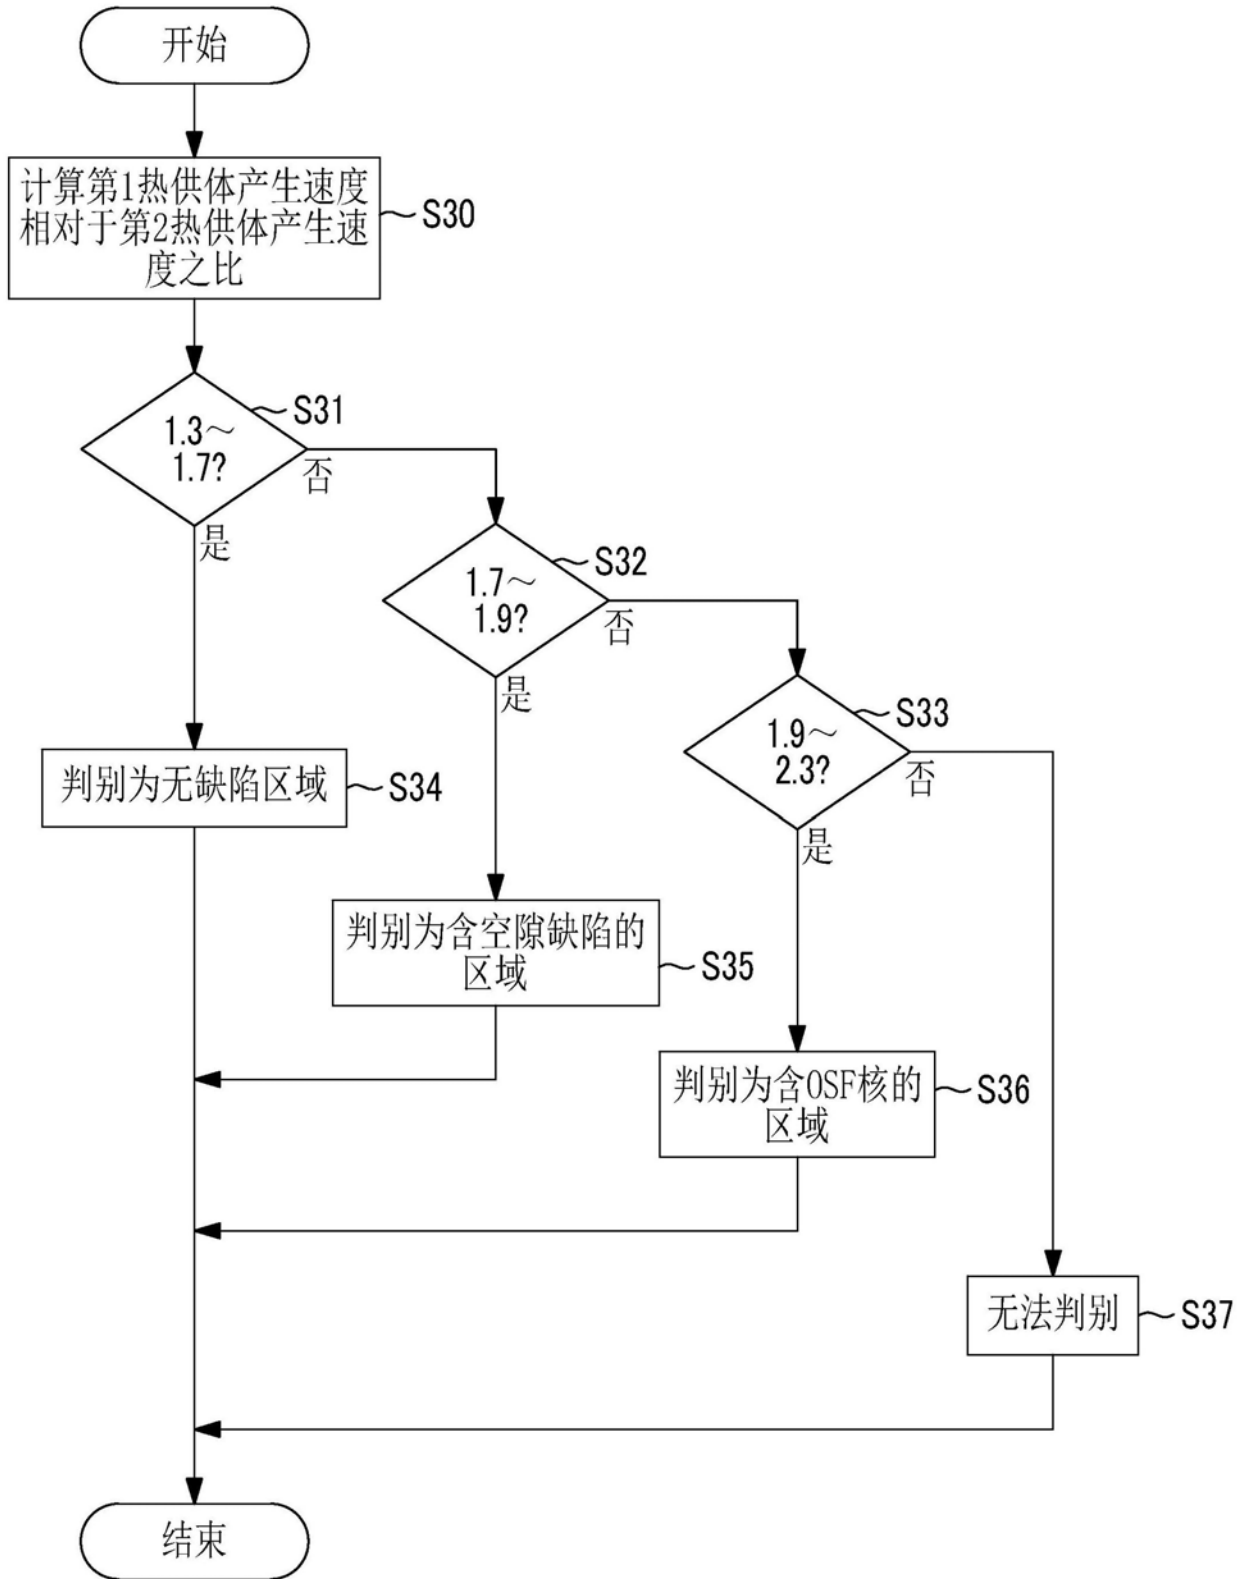 开始
计算第1热供体产生速度
相对于第2热供体产生速
度之比
S30
1.3～
1.7?
S31
否
是
1.7～
1.9?
S32
否
是
1.9～
2.3?
S33
否
是
判别为无缺陷区域
S34
判别为含空隙缺陷的
区域
S35
判别为含OSF核的
区域
S36
无法判别
S37
结束